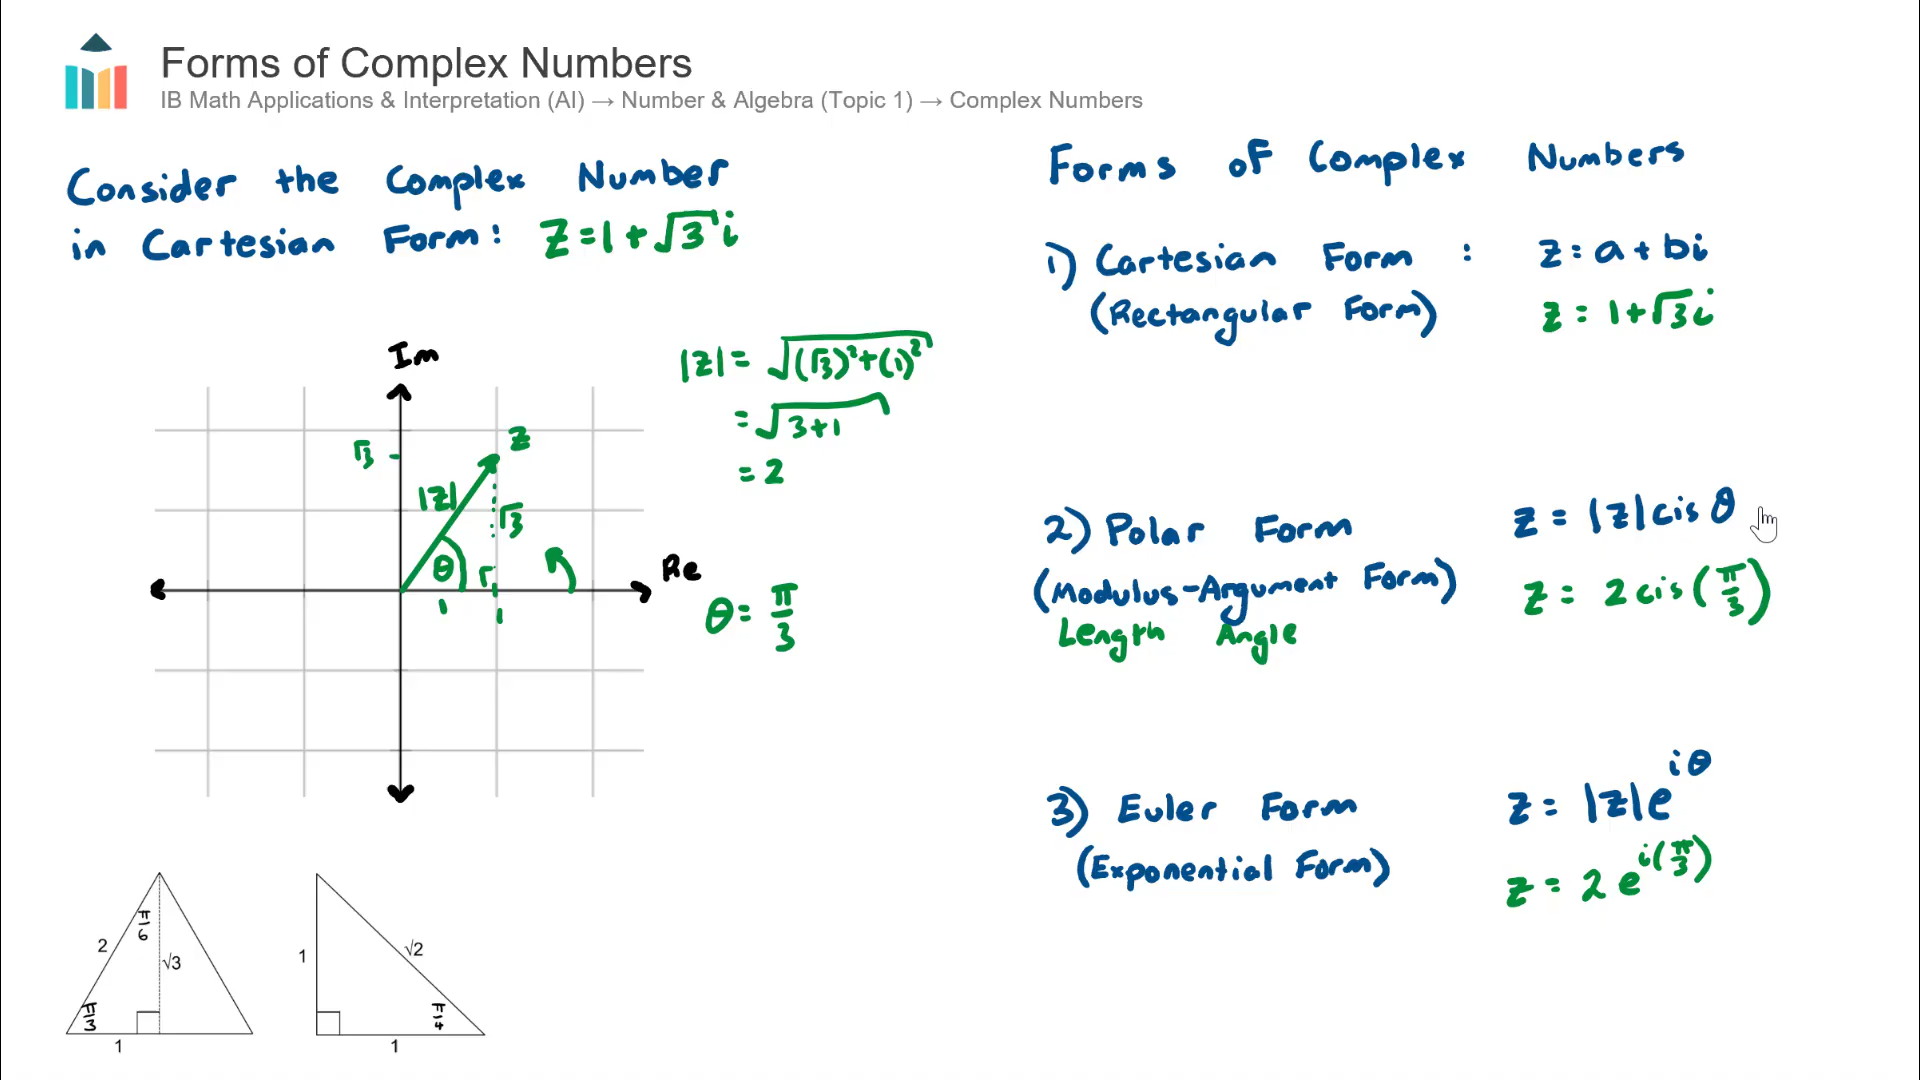 Forms of Complex Numbers
IB Math Applications & Interpretation (AI) → Number & Algebra (Topic 1) → Complex Numbers
Consider the Complex Number
in Cartesian Form: z=1+√3i
Im
Re
√3
z
|z|
√3
θ
1
1
|z| = √((√3)²+(1)²)
= √(3+1)
= 2
θ = π/3
2
π/6
√3
π/3
1
1
√2
π/4
1
Forms of Complex Numbers
1) Cartesian Form : z = a + bi
(Rectangular Form) z = 1+√3i
2) Polar Form z = |z| cis θ
(Modulus-Argument Form) z = 2 cis(π/3)
Length Angle
3) Euler Form z = |z|e^(iθ)
(Exponential Form) z = 2e^(i(π/3))